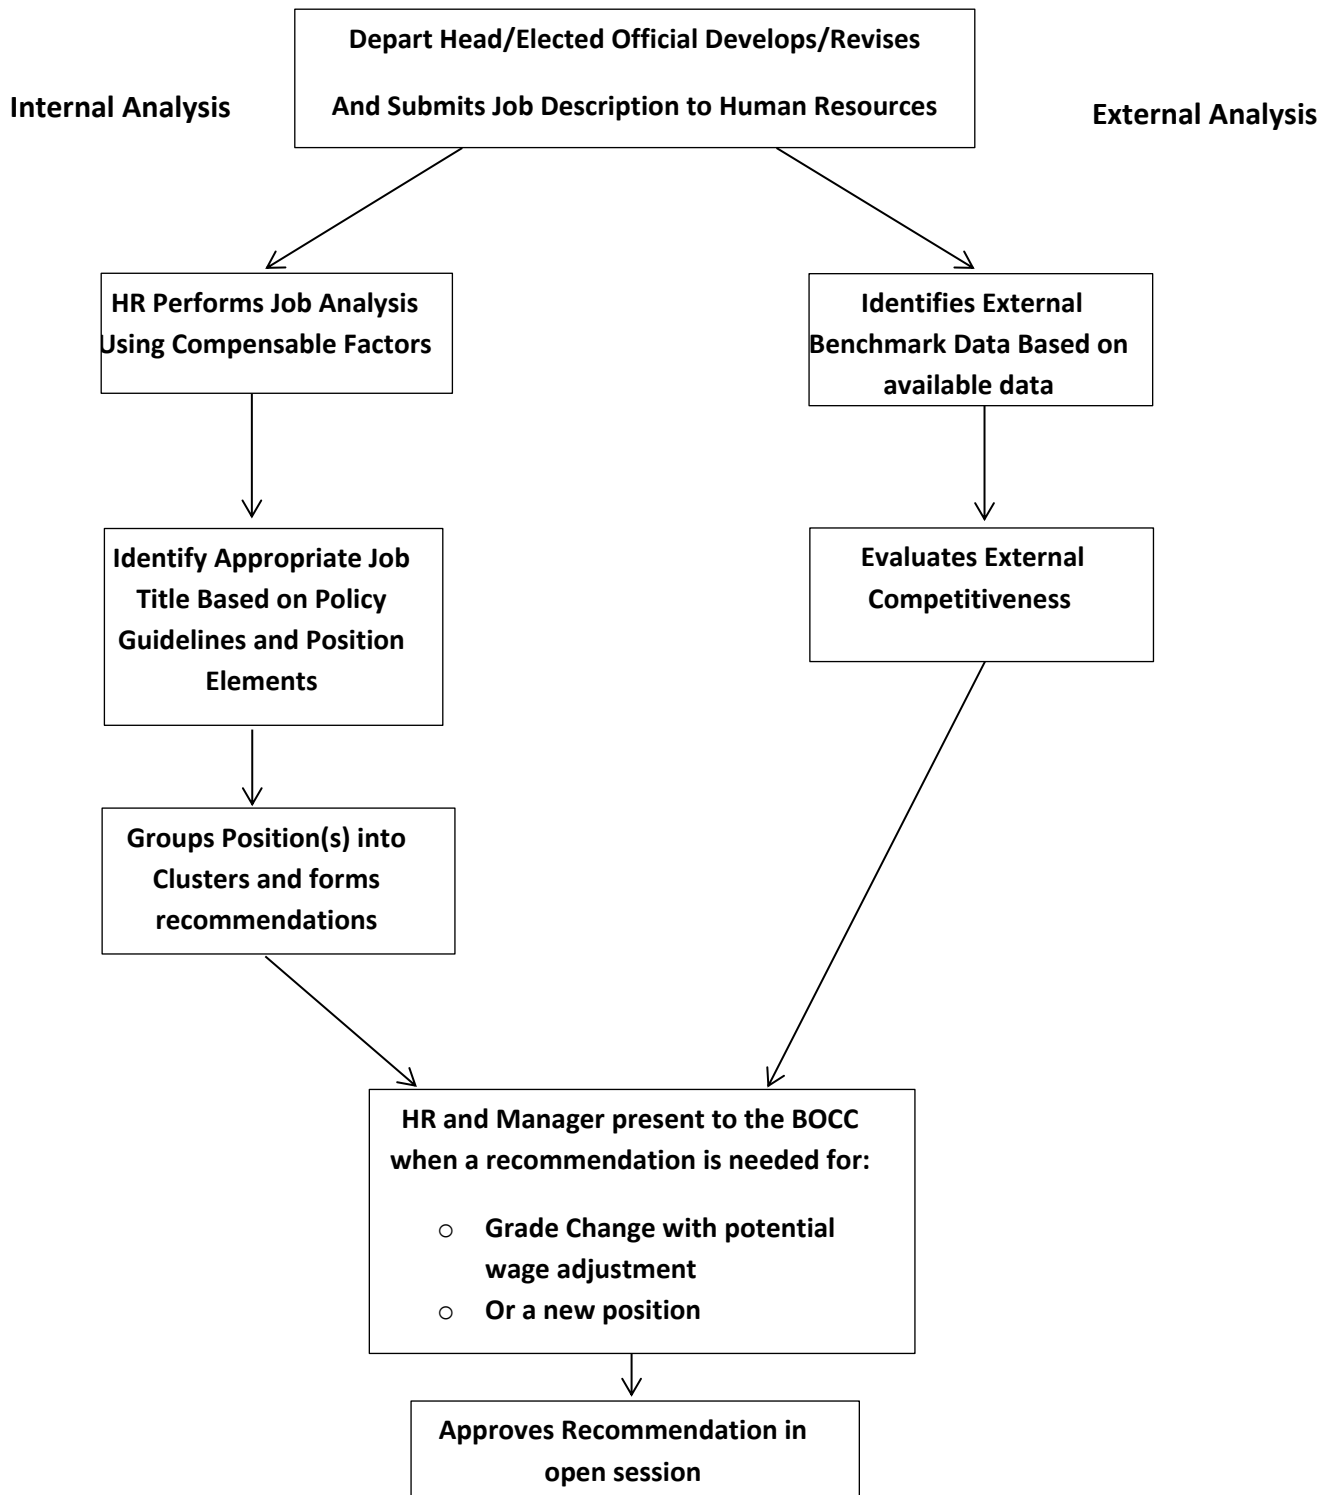 Depart Head/Elected Official Develops/Revises
And Submits Job Description to Human Resources
Internal Analysis
External Analysis
HR Performs Job Analysis
Using Compensable Factors
Identifies External
Benchmark Data Based on
available data
Identify Appropriate Job
Title Based on Policy
Guidelines and Position
Elements
Evaluates External
Competitiveness
Groups Position(s) into
Clusters and forms
recommendations
HR and Manager present to the BOCC
when a recommendation is needed for:
o Grade Change with potential
wage adjustment
o Or a new position
Approves Recommendation in
open session